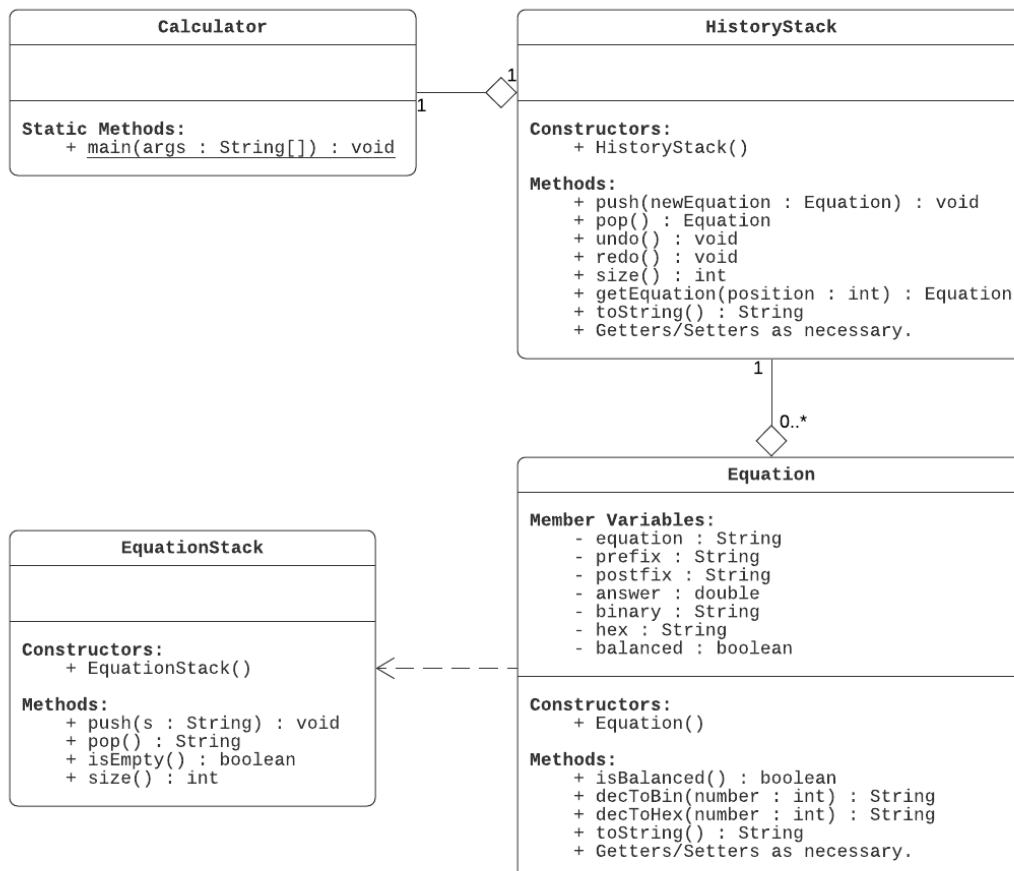 Calculator
Static Methods:
+ main(args : String[]) : void
1
1
HistoryStack
Constructors:
+ HistoryStack()
Methods:
+ push(newEquation : Equation) : void
+ pop() : Equation
+ undo() : void
+ redo() : void
+ size() : int
+ getEquation(position : int) : Equation
+ toString() : String
+ Getters/Setters as necessary.
1
0..*
EquationStack
Constructors:
+ EquationStack()
Methods:
+ push(s : String) : void
+ pop() : String
+ isEmpty() : boolean
+ size() : int
Equation
Member Variables:
- equation : String
- prefix : String
- postfix : String
- answer : double
- binary : String
- hex : String
- balanced : boolean
Constructors:
+ Equation()
Methods:
+ isBalanced() : boolean
+ decToBin(number : int) : String
+ decToHex(number : int) : String
+ toString() : String
+ Getters/Setters as necessary.